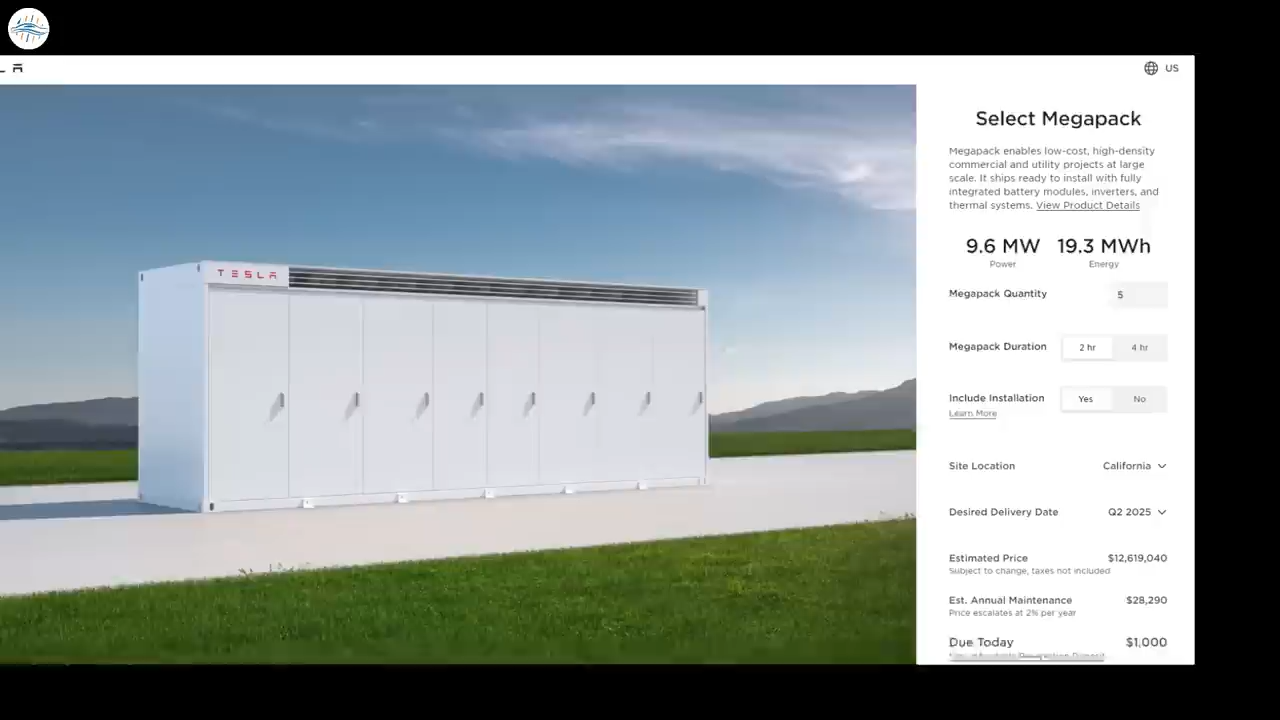 US
Select Megapack
Megapack enables low-cost, high-density
commercial and utility projects at large
scale. It ships ready to install with fully
integrated battery modules, inverters, and
thermal systems. View Product Details
9.6 MW 19.3 MWh
Power Energy
Megapack Quantity 5
Megapack Duration 2 hr 4 hr
Include Installation Yes No
Learn More
Site Location California
Desired Delivery Date Q2 2025
Estimated Price $12,619,040
Subject to change, taxes not included
Est. Annual Maintenance $28,290
Price escalates at 2% per year
Due Today $1,000
TESLA